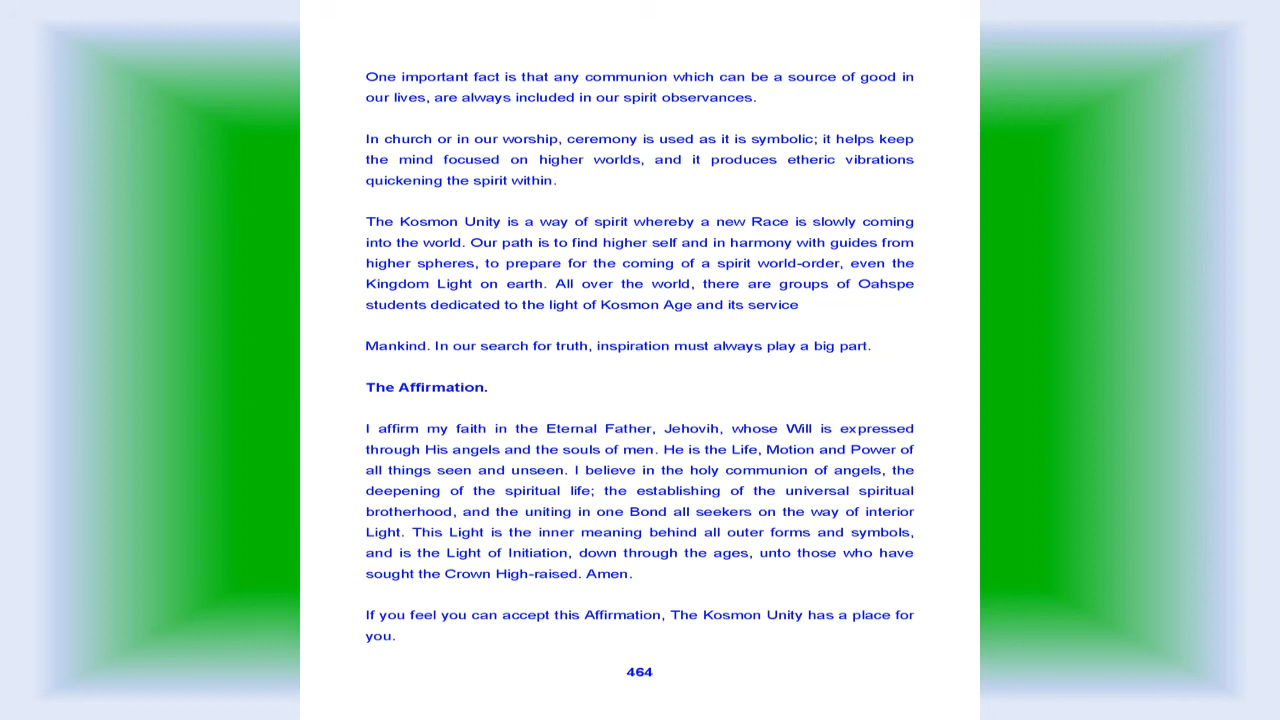 One important fact is that any communion which can be a source of good in
our lives, are always included in our spirit observances.
In church or in our worship, ceremony is used as it is symbolic; it helps keep
the mind focused on higher worlds, and it produces etheric vibrations
quickening the spirit within.
The Kosmon Unity is a way of spirit whereby a new Race is slowly coming
into the world. Our path is to find higher self and in harmony with guides from
higher spheres, to prepare for the coming of a spirit world-order, even the
Kingdom Light on earth. All over the world, there are groups of Oahspe
students dedicated to the light of Kosmon Age and its service
Mankind. In our search for truth, inspiration must always play a big part.
The Affirmation.
I affirm my faith in the Eternal Father, Jehovih, whose Will is expressed
through His angels and the souls of men. He is the Life, Motion and Power of
all things seen and unseen. I believe in the holy communion of angels, the
deepening of the spiritual life; the establishing of the universal spiritual
brotherhood, and the uniting in one Bond all seekers on the way of interior
Light. This Light is the inner meaning behind all outer forms and symbols,
and is the Light of Initiation, down through the ages, unto those who have
sought the Crown High-raised. Amen.
If you feel you can accept this Affirmation, The Kosmon Unity has a place for
you.
464